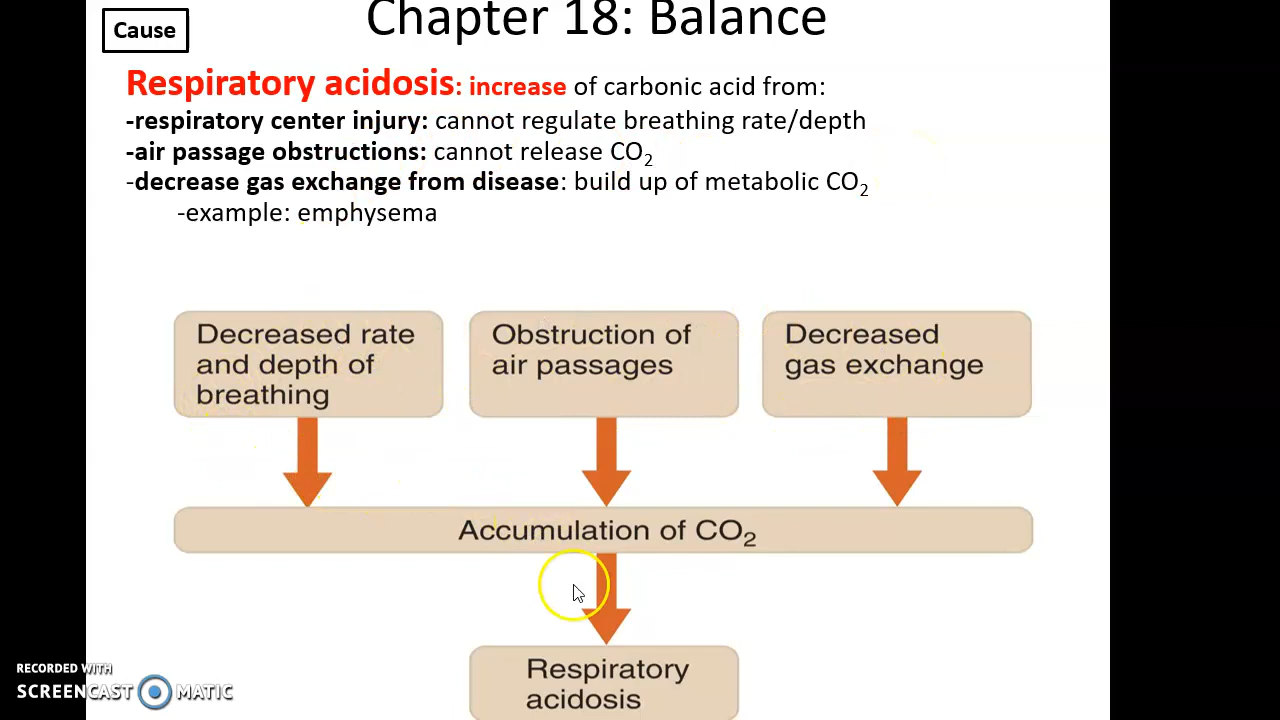 Cause
Chapter 18: Balance
Respiratory acidosis: increase of carbonic acid from:
-respiratory center injury: cannot regulate breathing rate/depth
-air passage obstructions: cannot release CO₂
-decrease gas exchange from disease: build up of metabolic CO₂
-example: emphysema
Decreased rate
and depth of
breathing
Obstruction of
air passages
Decreased
gas exchange
Accumulation of CO₂
Respiratory
acidosis
RECORDED WITH
SCREENCAST MATIC